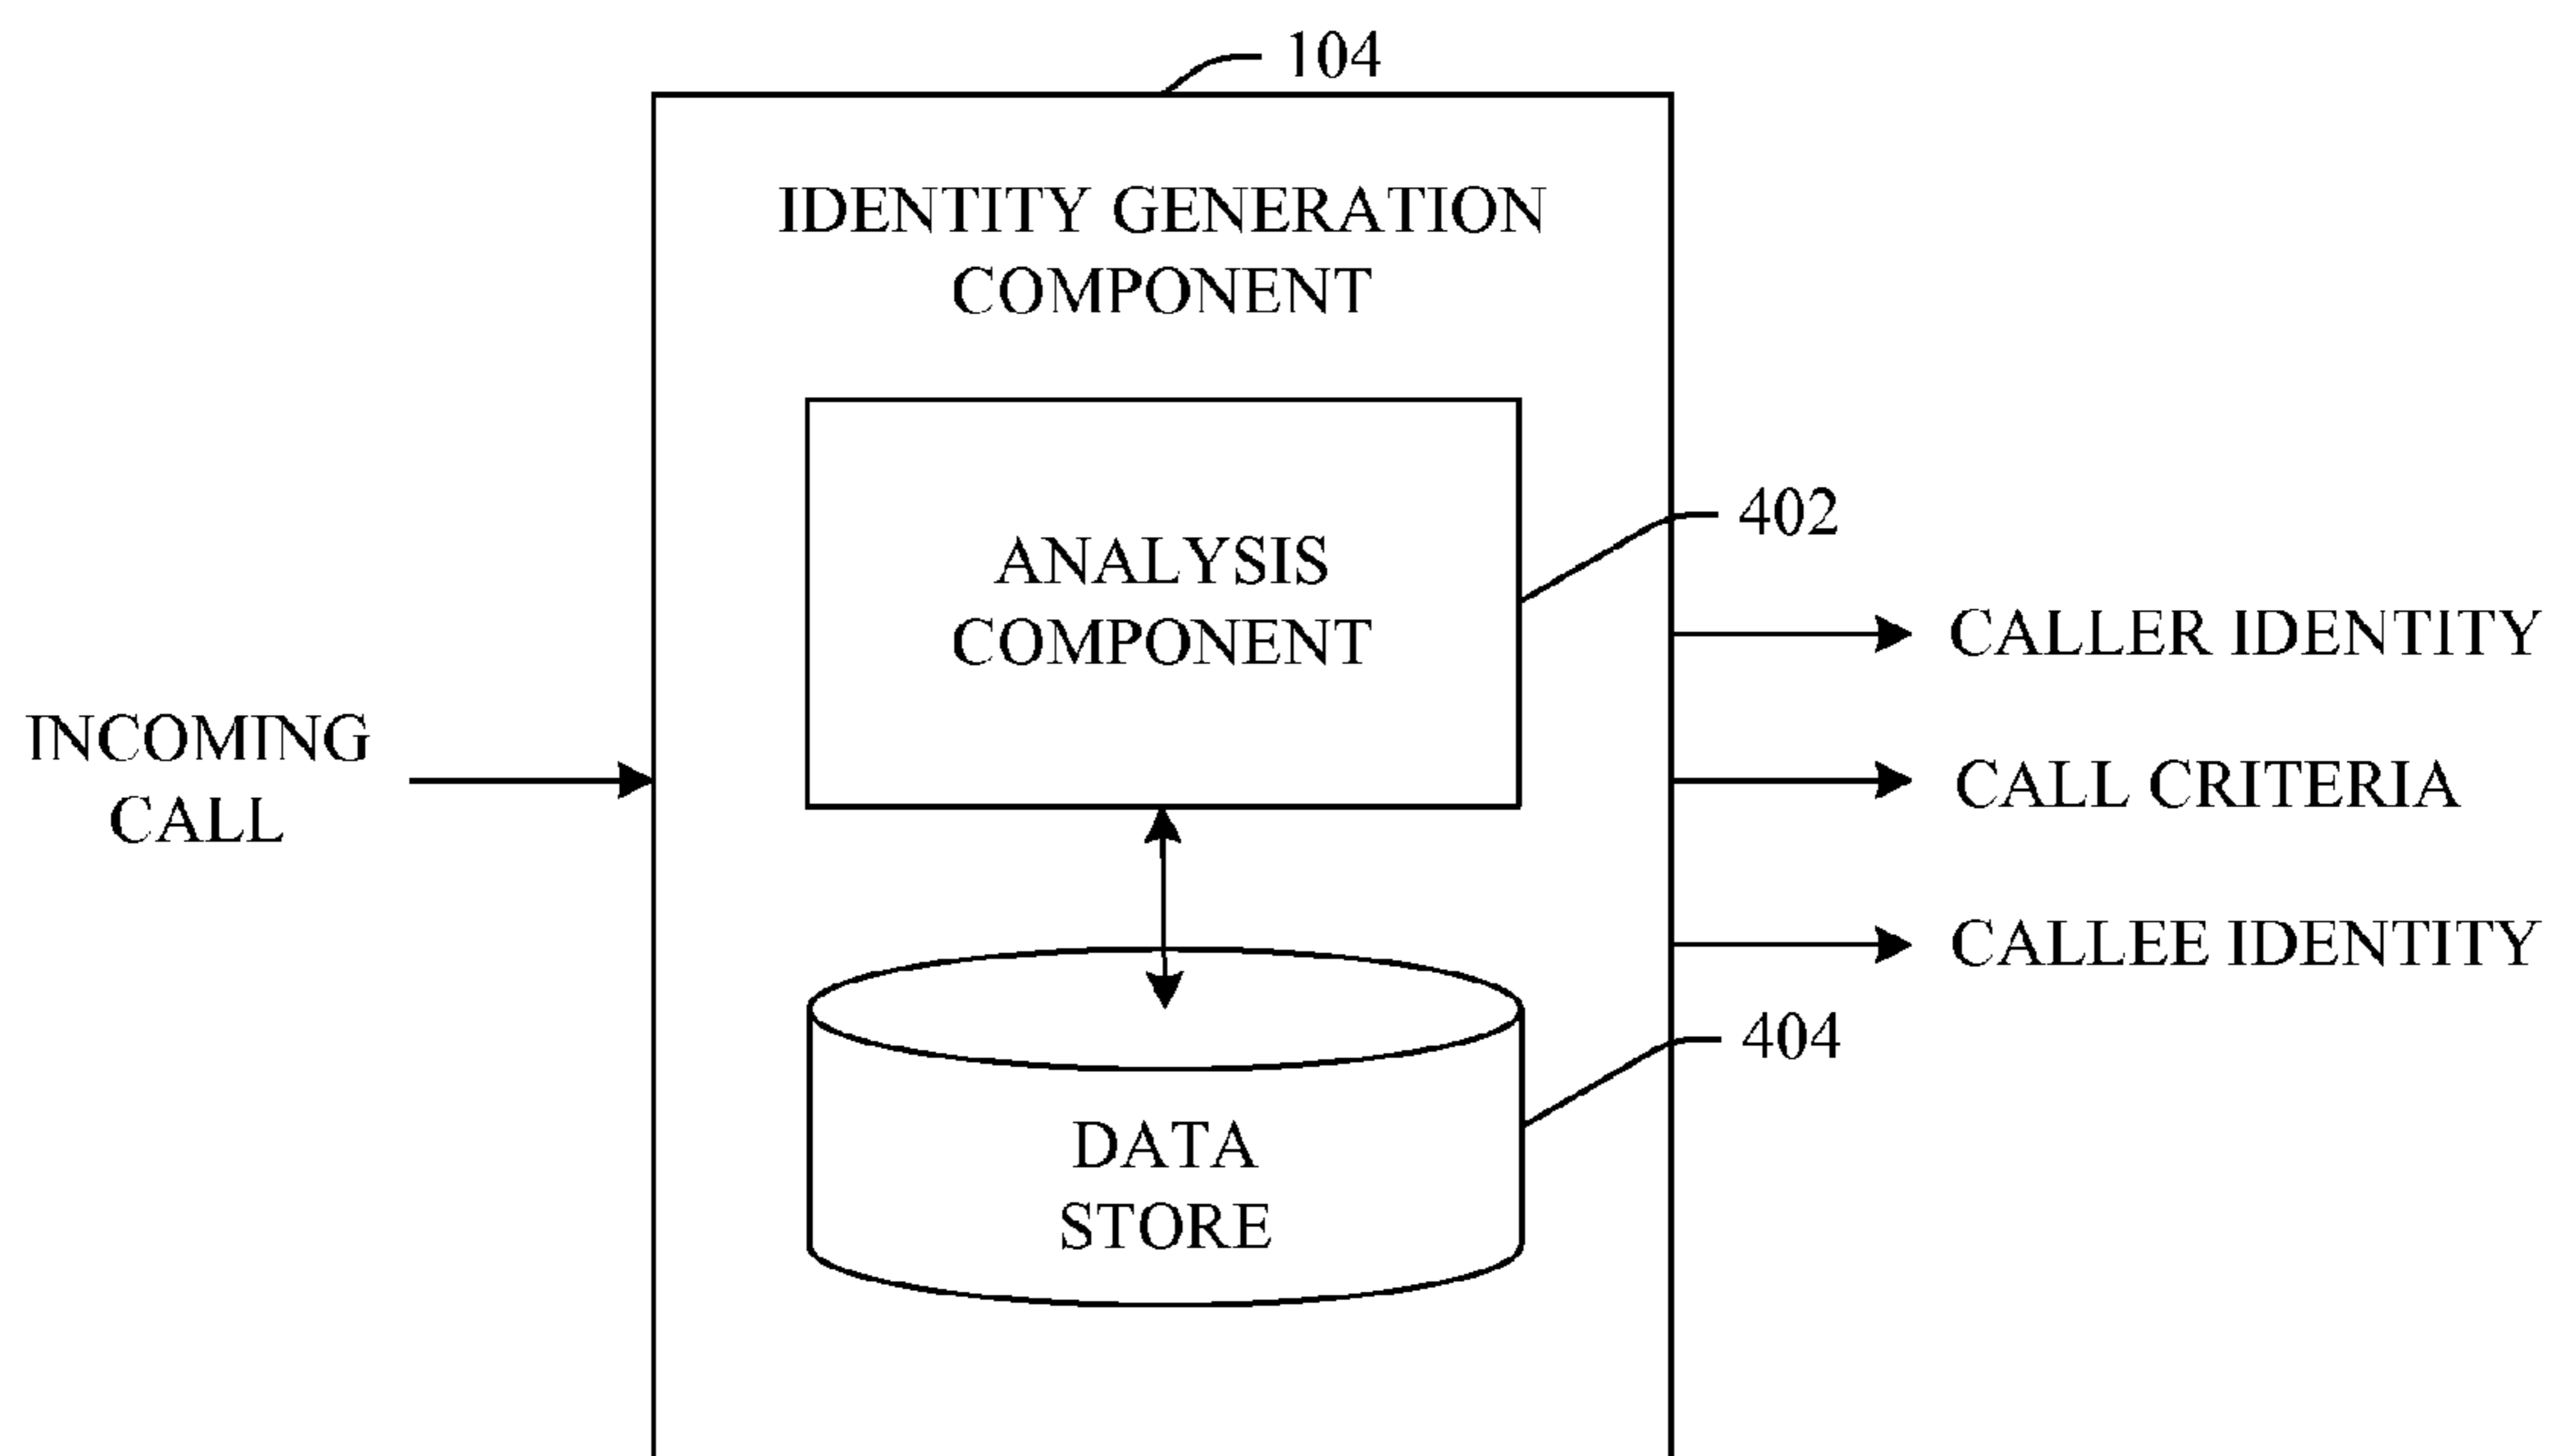 104
IDENTITY GENERATION
COMPONENT
ANALYSIS
COMPONENT
402
INCOMING
CALL
CALLER IDENTITY
CALL CRITERIA
CALLEE IDENTITY
404
DATA
STORE